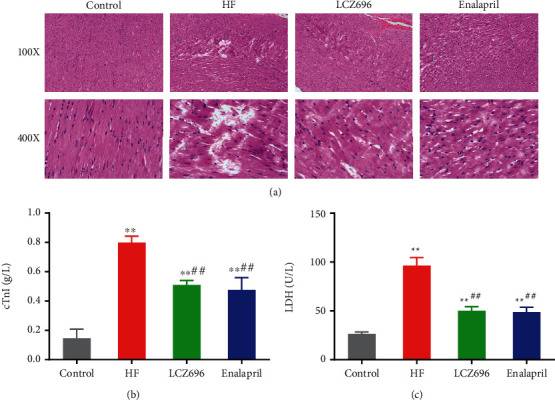 Control HF LCZ696 Enalapril
100X
400X
(a)
cTnI (g/L)
1.0
0.8
0.6
0.4
0.2
0.0
**
**##
**##
Control HF LCZ696 Enalapril
(b)
LDH (U/L)
150
100
50
0
**
**##
**##
Control HF LCZ696 Enalapril
(c)